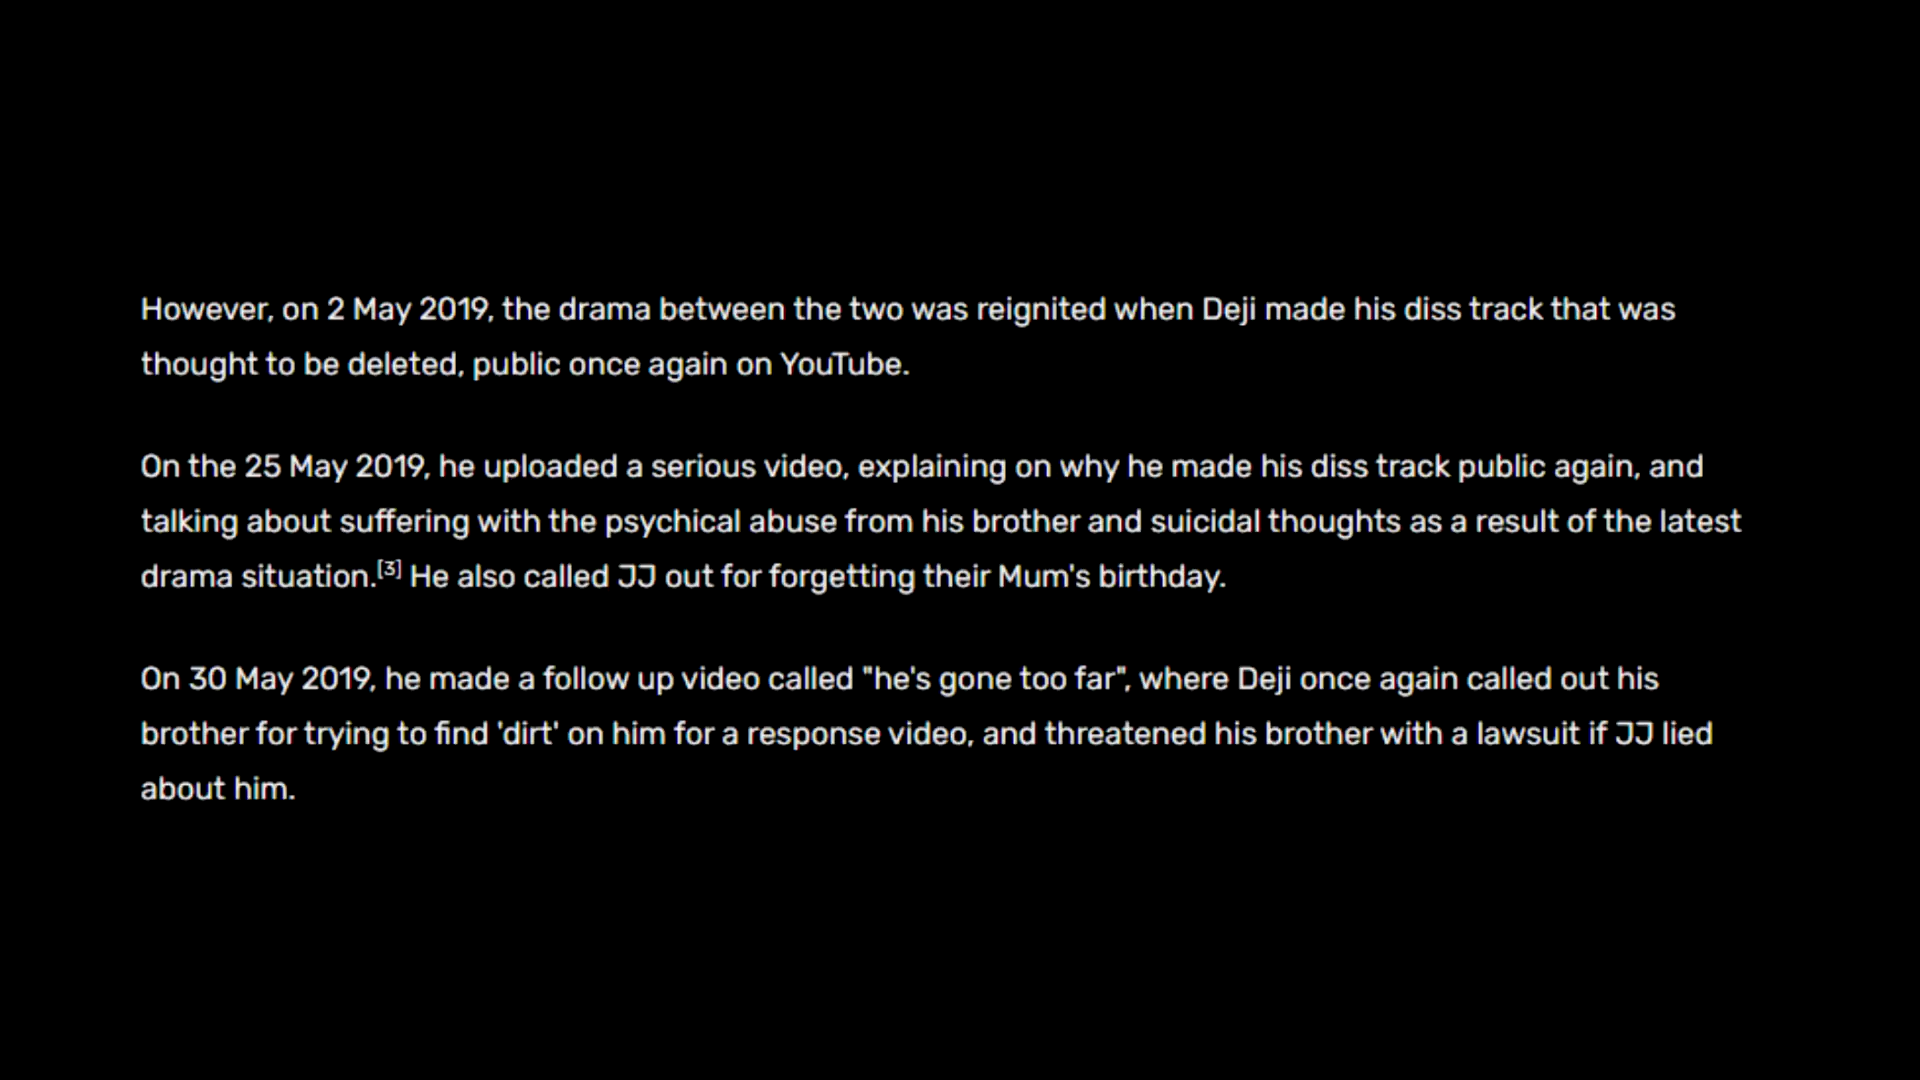 However, on 2 May 2019, the drama between the two was reignited when Deji made his diss track that was
thought to be deleted, public once again on YouTube.
On the 25 May 2019, he uploaded a serious video, explaining on why he made his diss track public again, and
talking about suffering with the psychical abuse from his brother and suicidal thoughts as a result of the latest
drama situation.[3] He also called JJ out for forgetting their Mum's birthday.
On 30 May 2019, he made a follow up video called "he's gone too far", where Deji once again called out his
brother for trying to find 'dirt' on him for a response video, and threatened his brother with a lawsuit if JJ lied
about him.